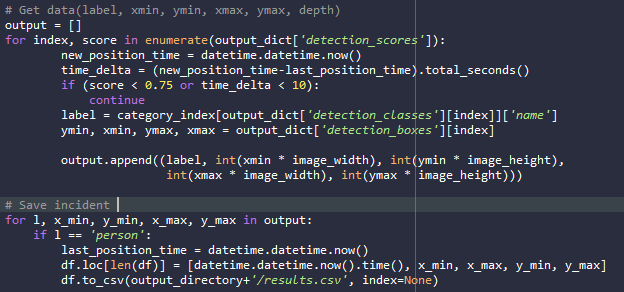 # Get data(label, xmin, ymin, xmax, ymax, depth)
output = []
for index, score in enumerate(output_dict['detection_scores']):
        new_position_time = datetime.datetime.now()
        time_delta = (new_position_time-last_position_time).total_seconds()
        if (score < 0.75 or time_delta < 10):
            continue
        label = category_index[output_dict['detection_classes'][index]]['name']
        ymin, xmin, ymax, xmax = output_dict['detection_boxes'][index]

        output.append((label, int(xmin * image_width), int(ymin * image_height),
                       int(xmax * image_width), int(ymax * image_height)))

# Save incident
for l, x_min, y_min, x_max, y_max in output:
    if l == 'person':
        last_position_time = datetime.datetime.now()
        df.loc[len(df)] = [datetime.datetime.now().time(), x_min, x_max, y_min, y_max]
        df.to_csv(output_directory+'/results.csv', index=None)